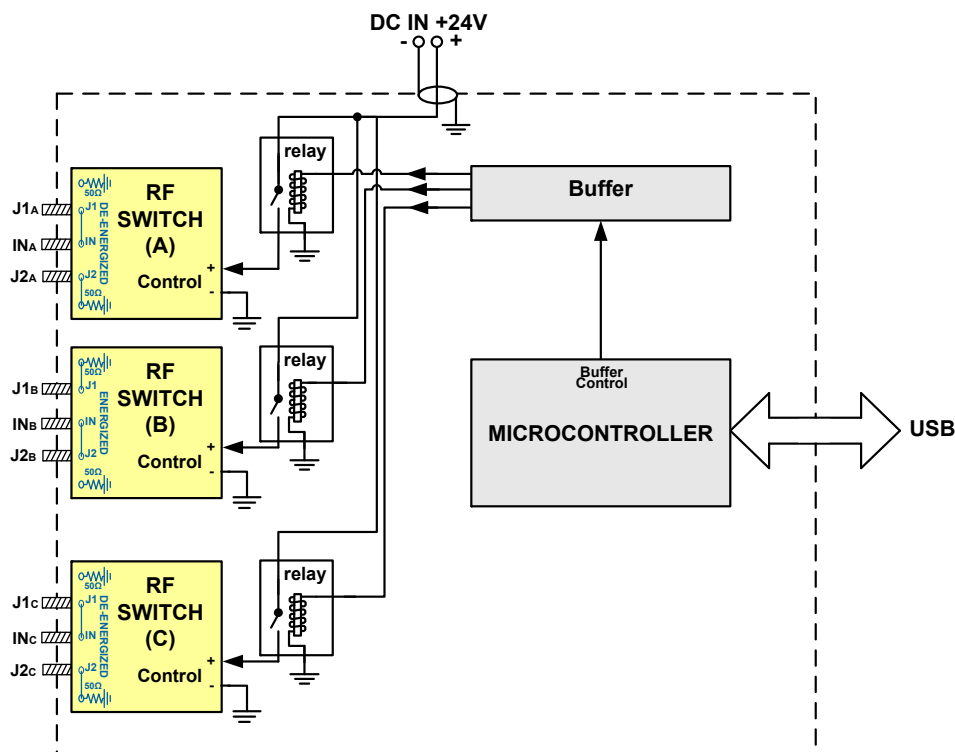 DC IN +24V
- +
relay
RF
SWITCH
(A)
Control
+
-
50Ω
J1
IN
J2
50Ω
DE-ENERGIZED
J1A
INA
J2A
Buffer
relay
RF
SWITCH
(B)
Control
+
-
50Ω
J1
IN
J2
50Ω
ENERGIZED
J1B
INB
J2B
Buffer
Control
MICROCONTROLLER
USB
relay
RF
SWITCH
(C)
Control
+
-
50Ω
J1
IN
J2
50Ω
DE-ENERGIZED
J1C
INC
J2C